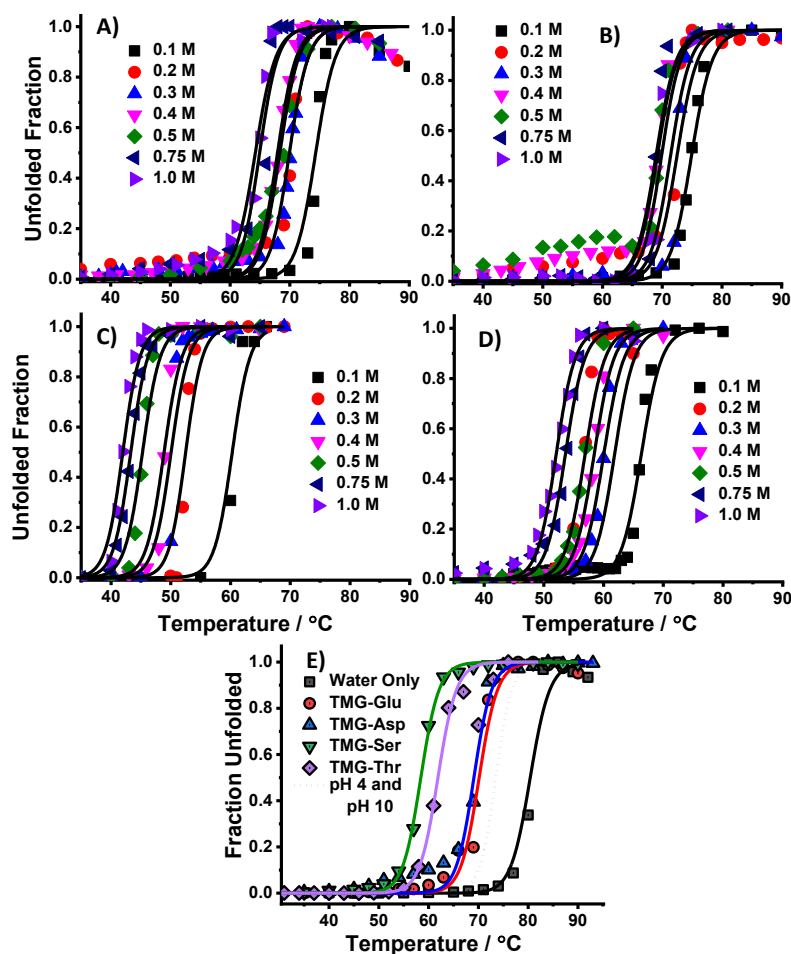 A)
0.1 M
0.2 M
0.3 M
0.4 M
0.5 M
0.75 M
1.0 M
Unfolded Fraction
1.0
0.8
0.6
0.4
0.2
0.0
40 50 60 70 80 90
B)
0.1 M
0.2 M
0.3 M
0.4 M
0.5 M
0.75 M
1.0 M
1.0
0.8
0.6
0.4
0.2
0.0
40 50 60 70 80 90
C)
0.1 M
0.2 M
0.3 M
0.4 M
0.5 M
0.75 M
1.0 M
Unfolded Fraction
1.0
0.8
0.6
0.4
0.2
0.0
40 50 60 70 80 90
Temperature / °C
D)
0.1 M
0.2 M
0.3 M
0.4 M
0.5 M
0.75 M
1.0 M
1.0
0.8
0.6
0.4
0.2
0.0
40 50 60 70 80 90
Temperature / °C
E)
Water Only
TMG-Glu
TMG-Asp
TMG-Ser
TMG-Thr
pH 4 and
pH 10
Fraction Unfolded
1.0
0.8
0.6
0.4
0.2
0.0
40 50 60 70 80 90
Temperature / °C